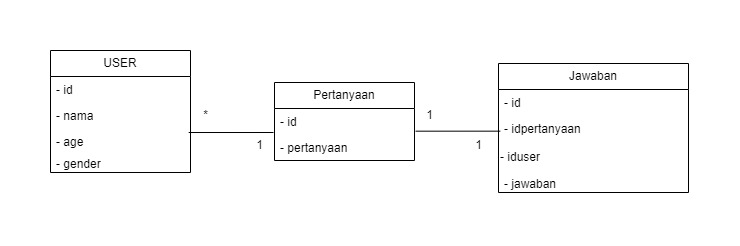 USER
- id
- nama
- age
- gender
*
1
Pertanyaan
- id
- pertanyaan
1
1
Jawaban
- id
- idpertanyaan
- iduser
- jawaban